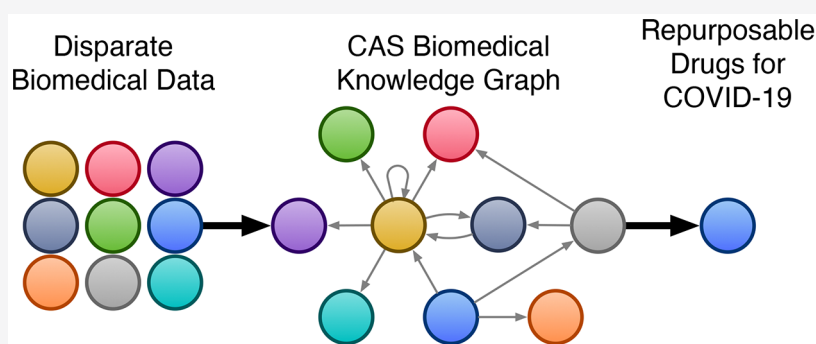 Disparate
Biomedical Data
CAS Biomedical
Knowledge Graph
Repurposable
Drugs for
COVID-19